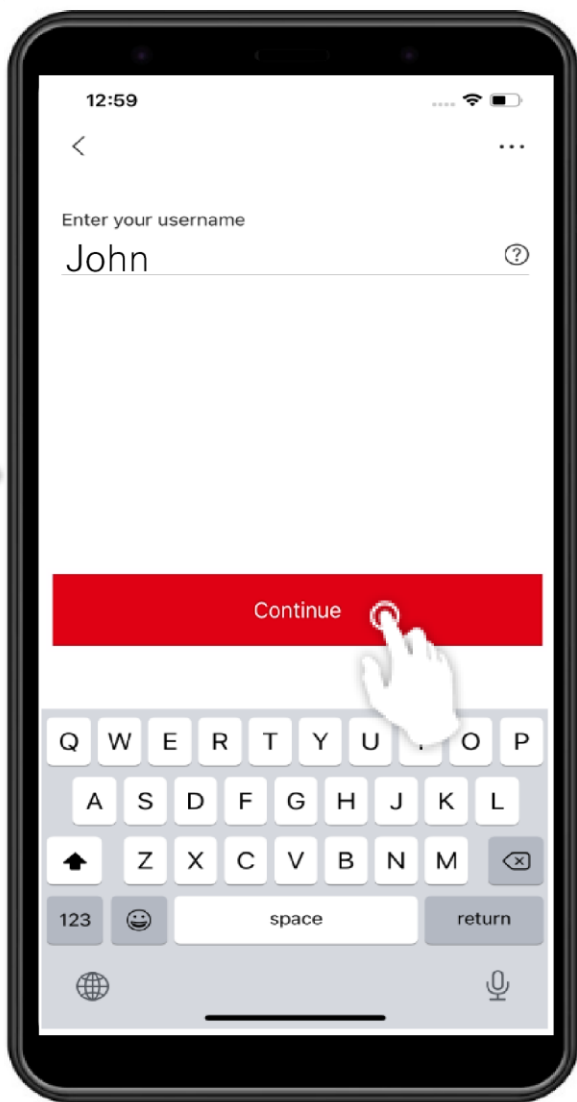 12:59
Enter your username
John
Continue
Q W E R T Y U O P
A S D F G H J K L
Z X C V B N M
123 space return